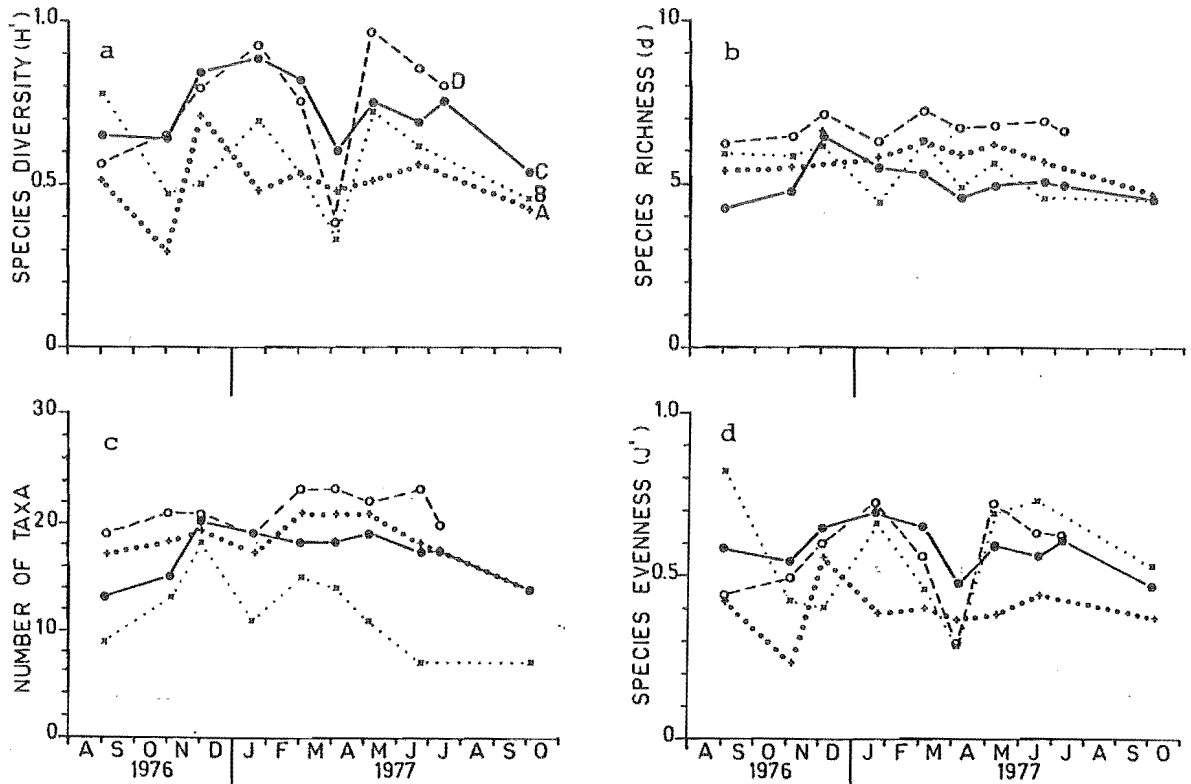 SPECIES DIVERSITY (H')
1.0
0.5
0
a
D
C
B
A
SPECIES RICHNESS (d)
10
5
0
b
NUMBER OF TAXA
30
20
10
0
c
A S O N D J F M A M J J A S O
1976 1977
SPECIES EVENNESS (J')
1.0
0.5
0
d
A S O N D J F M A M J J A S O
1976 1977